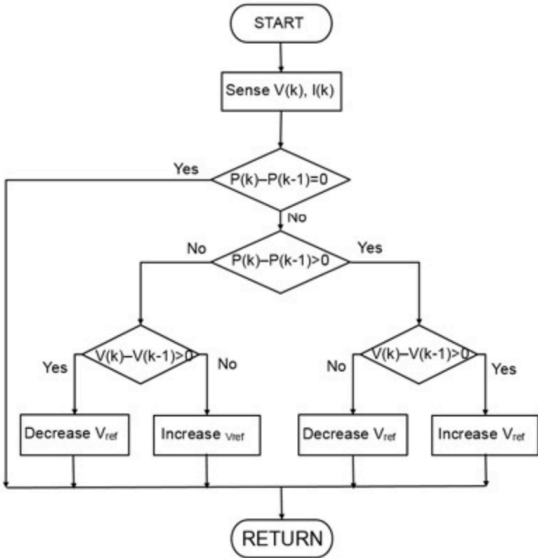 START
Sense V(k), I(k)
Yes
P(k)–P(k-1)=0
No
No
P(k)–P(k-1)>0
Yes
V(k)–V(k-1)>0
V(k)–V(k-1)>0
Yes
No
No
Yes
Decrease Vref
Increase Vref
Decrease Vref
Increase Vref
RETURN